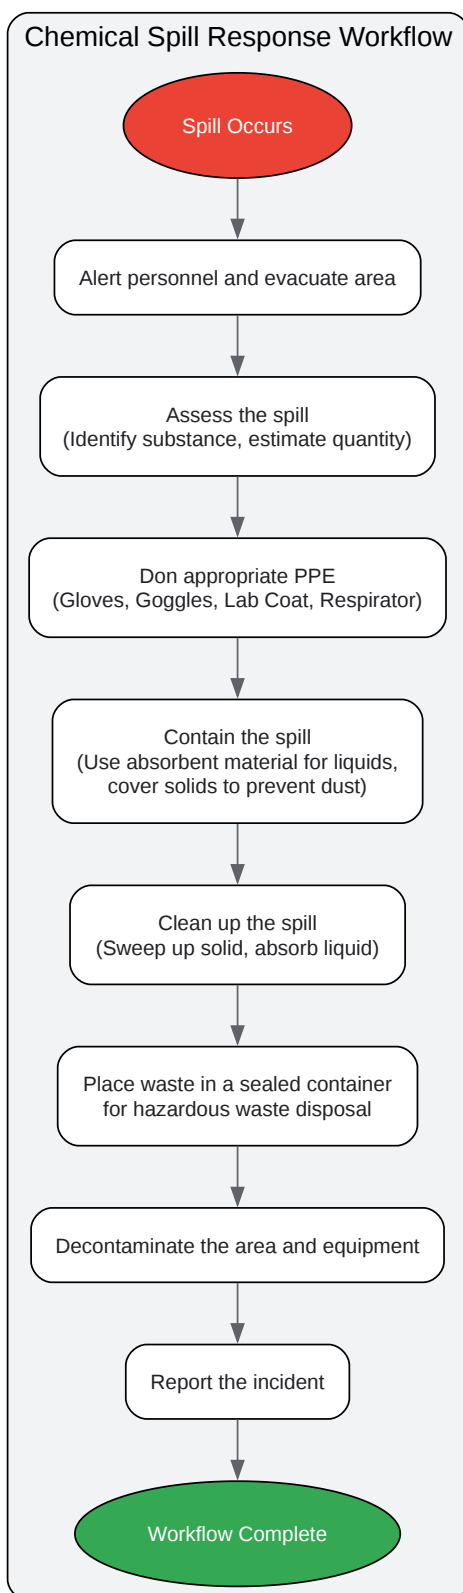 Chemical Spill Response Workflow
Spill Occurs
Alert personnel and evacuate area
Assess the spill
(Identify substance, estimate quantity)
Don appropriate PPE
(Gloves, Goggles, Lab Coat, Respirator)
Contain the spill
(Use absorbent material for liquids,
cover solids to prevent dust)
Clean up the spill
(Sweep up solid, absorb liquid)
Place waste in a sealed container
for hazardous waste disposal
Decontaminate the area and equipment
Report the incident
Workflow Complete